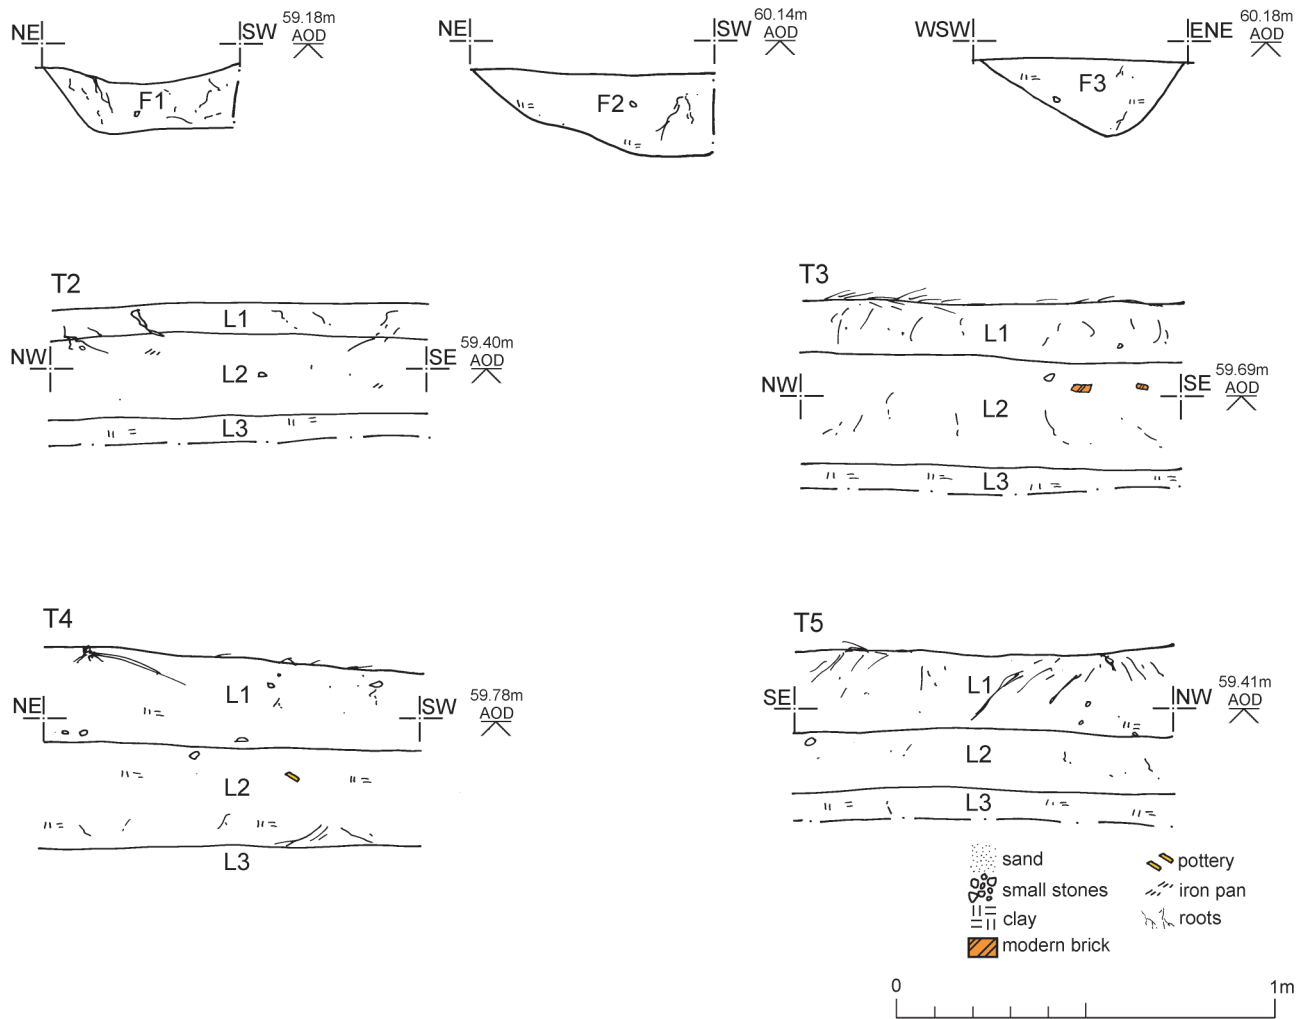 NE
SW
59.18m
AOD
F1
NE
SW
60.14m
AOD
F2
WSW
ENE
60.18m
AOD
F3
T2
L1
NW
SE
59.40m
AOD
L2
L3
T3
L1
NW
SE
59.69m
AOD
L2
L3
T4
L1
NE
SW
59.78m
AOD
L2
L3
T5
L1
SE
NW
59.41m
AOD
L2
L3
sand
pottery
small stones
iron pan
clay
roots
modern brick
0
1m